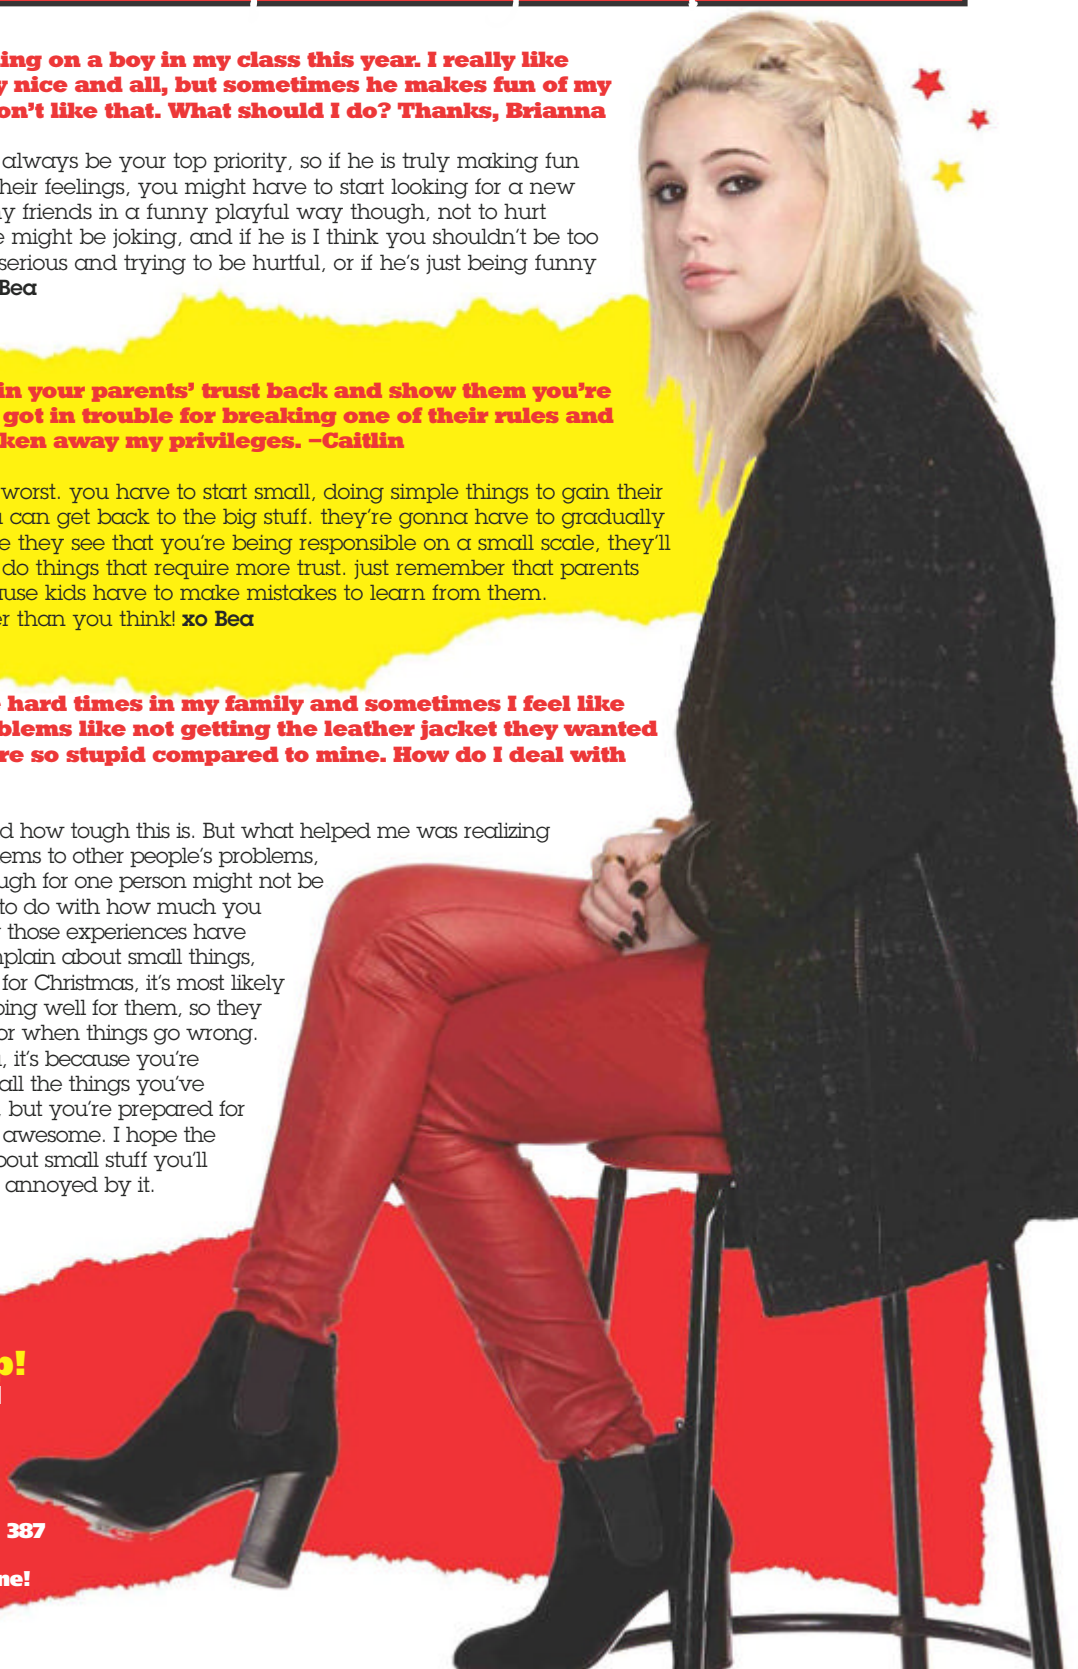 ing on a boy in my class this year. I really like
y nice and all, but sometimes he makes fun of my
on't like that. What should I do? Thanks, Brianna
always be your top priority, so if he is truly making fun
heir feelings, you might have to start looking for a new
y friends in a funny playful way though, not to hurt
e might be joking, and if he is I think you shouldn't be too
serious and trying to be hurtful, or if he's just being funny
Bea
in your parents' trust back and show them you're
got in trouble for breaking one of their rules and
ken away my privileges. –Caitlin
worst. you have to start small, doing simple things to gain their
can get back to the big stuff. they're gonna have to gradually
e they see that you're being responsible on a small scale, they'll
do things that require more trust. just remember that parents
ause kids have to make mistakes to learn from them.
er than you think! xo Bea
hard times in my family and sometimes I feel like
oblems like not getting the leather jacket they wanted
re so stupid compared to mine. How do I deal with
d how tough this is. But what helped me was realizing
ems to other people's problems,
ugh for one person might not be
to do with how much you
those experiences have
mplain about small things,
for Christmas, it's most likely
oing well for them, so they
or when things go wrong.
, it's because you're
all the things you've
but you're prepared for
awesome. I hope the
bout small stuff you'll
annoyed by it.
p!
387
me!